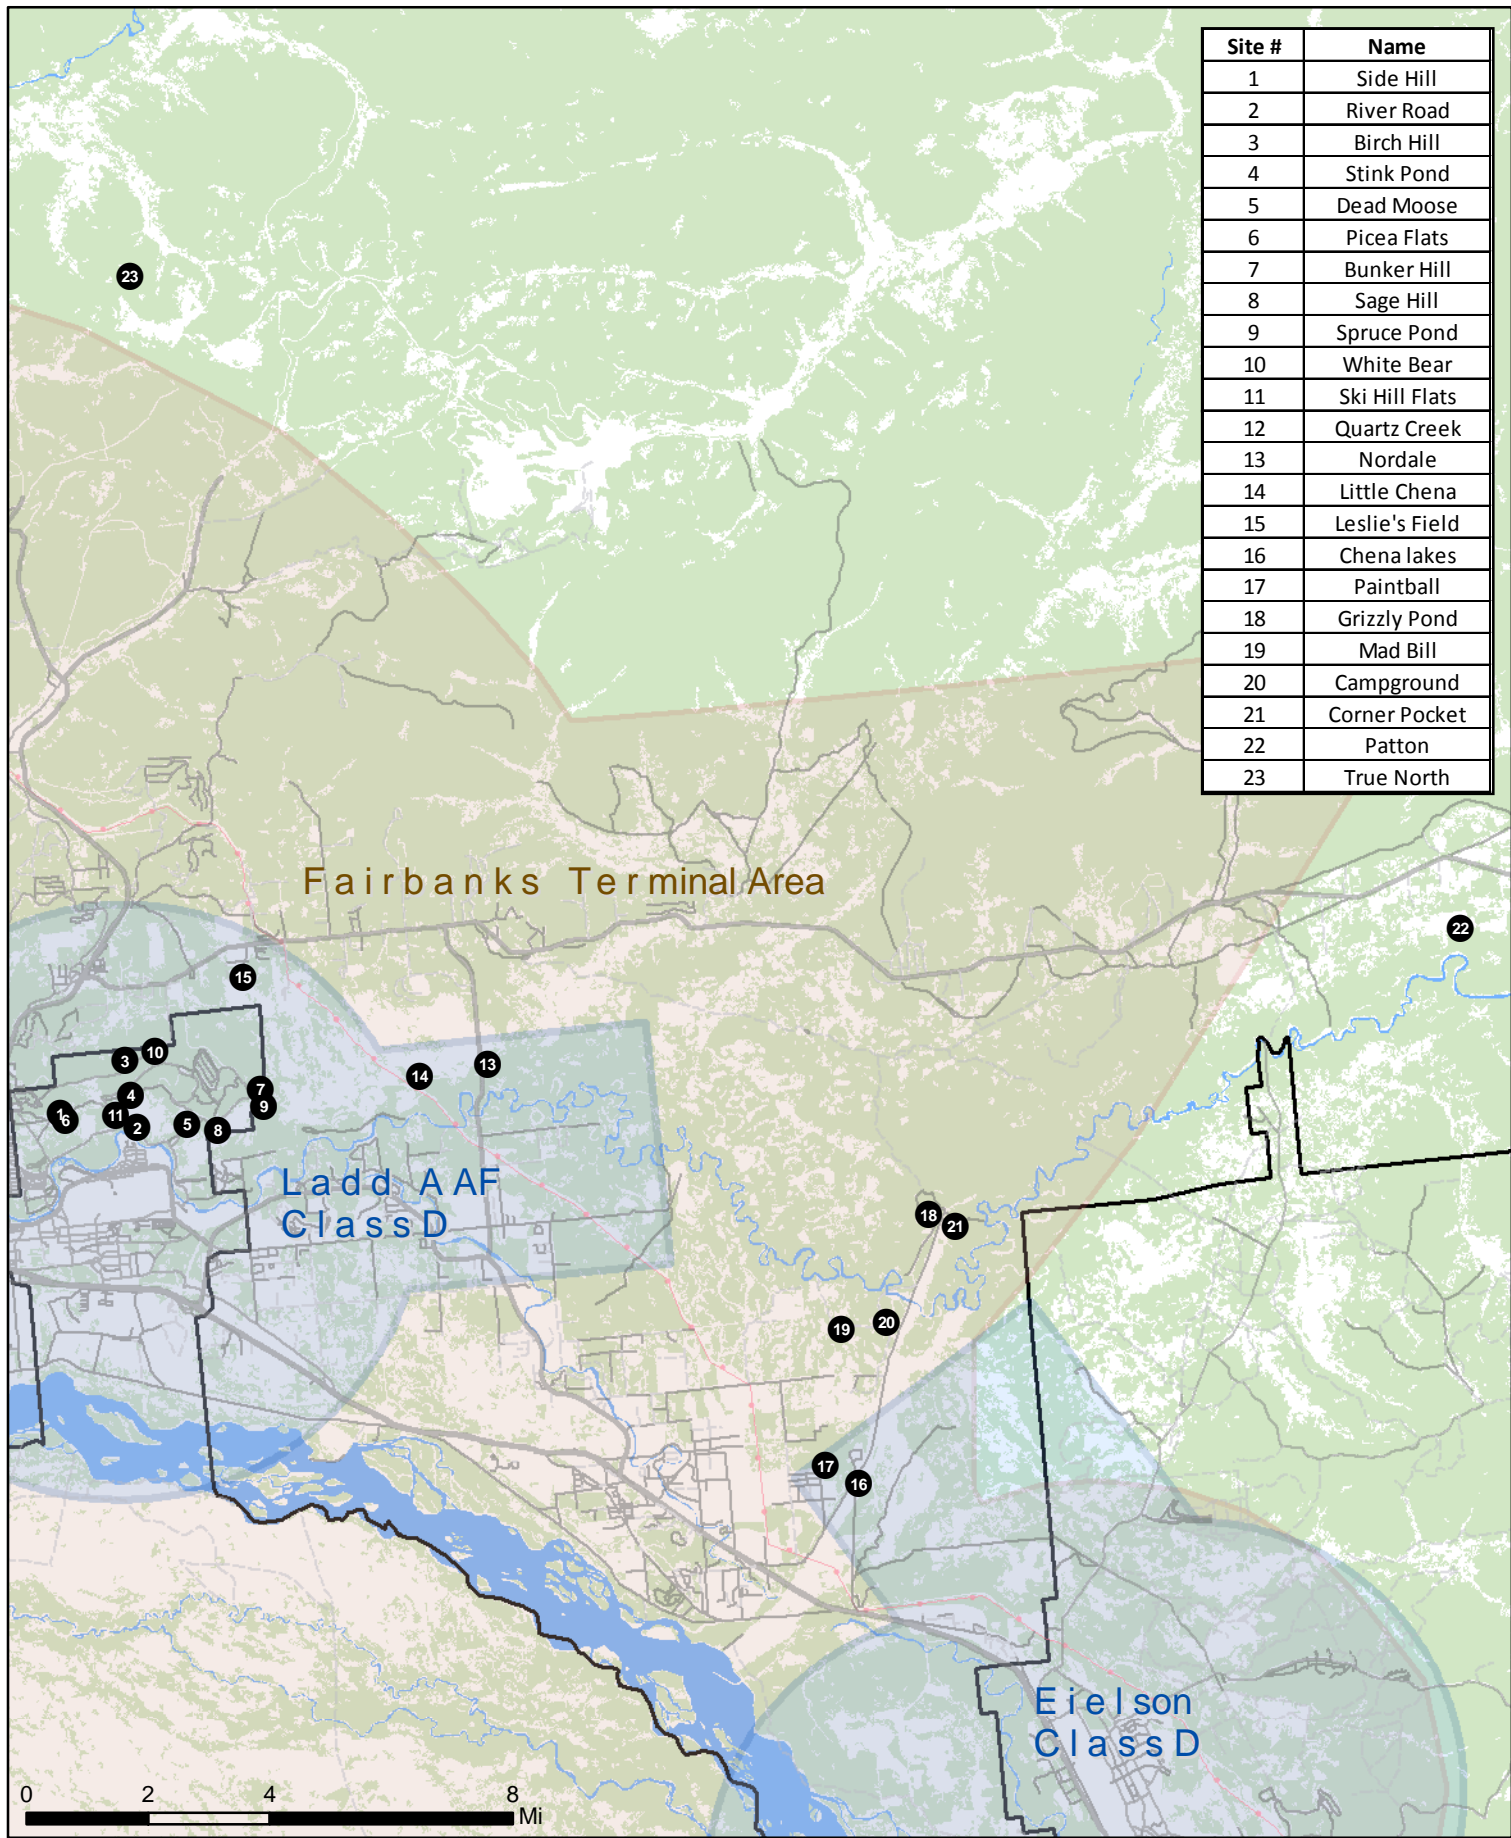 Site # Name
1 Side Hill
2 River Road
3 Birch Hill
4 Stink Pond
5 Dead Moose
6 Picea Flats
7 Bunker Hill
8 Sage Hill
9 Spruce Pond
10 White Bear
11 Ski Hill Flats
12 Quartz Creek
13 Nordale
14 Little Chena
15 Leslie's Field
16 Chena lakes
17 Paintball
18 Grizzly Pond
19 Mad Bill
20 Campground
21 Corner Pocket
22 Patton
23 True North
23
Fairbanks Terminal Area
22
15
10
3
13
14
7
4
9
1
11
6
5
2
8
Ladd AAF
Class D
18
21
20
19
17
16
Eielson
Class D
0 2 4 8
Mi